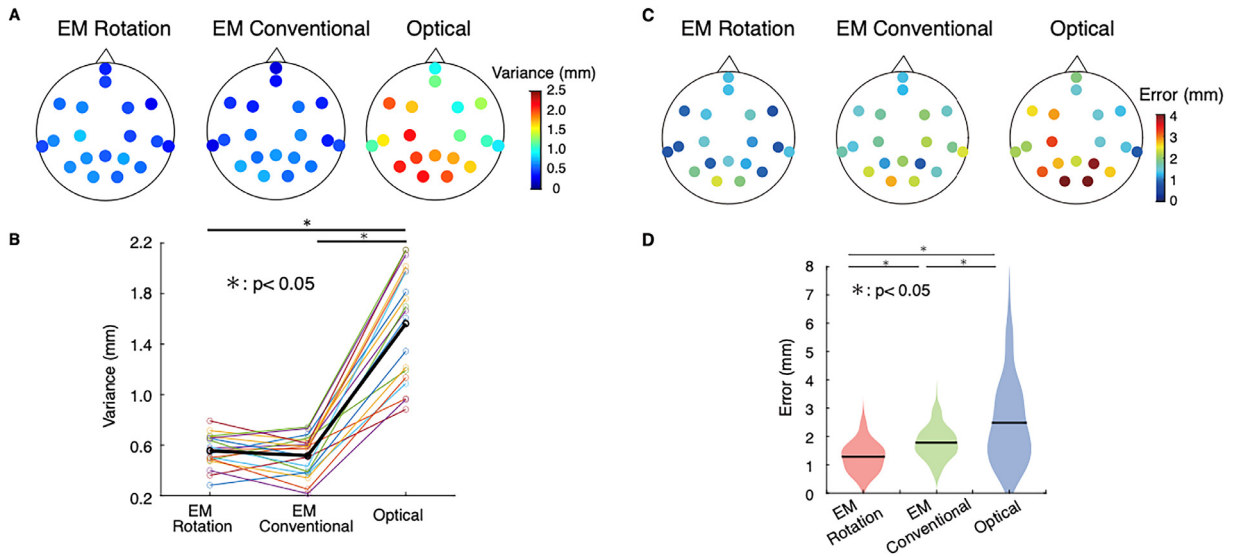 A
EM Rotation
EM Conventional
Optical
Variance (mm)
2.5
2.0
1.5
1.0
0.5
0
B
*
*
*: p< 0.05
Variance (mm)
2.2
1.8
1.4
1.0
0.6
0.2
EM
Rotation
EM
Conventional
Optical
C
EM Rotation
EM Conventional
Optical
Error (mm)
4
3
2
1
0
D
*
*
*
*: p< 0.05
Error (mm)
8
7
6
5
4
3
2
1
0
EM
Rotation
EM
Conventional
Optical